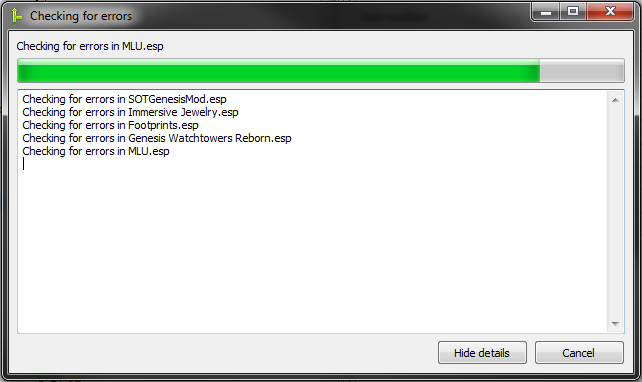 Checking for errors
Checking for errors in MLU.esp
Checking for errors in SOTGenesisMod.esp
Checking for errors in Immersive Jewelry.esp
Checking for errors in Footprints.esp
Checking for errors in Genesis Watchtowers Reborn.esp
Checking for errors in MLU.esp
Hide details
Cancel